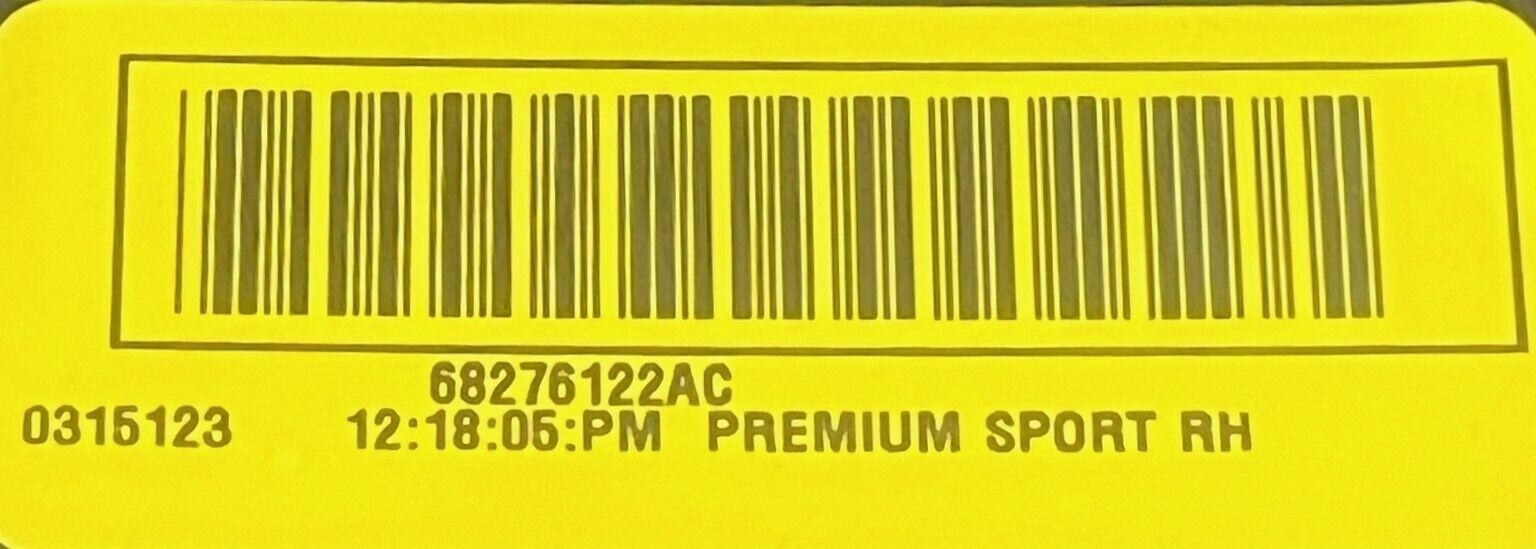 68276122AC
0315123 12:18:05:PM PREMIUM SPORT RH